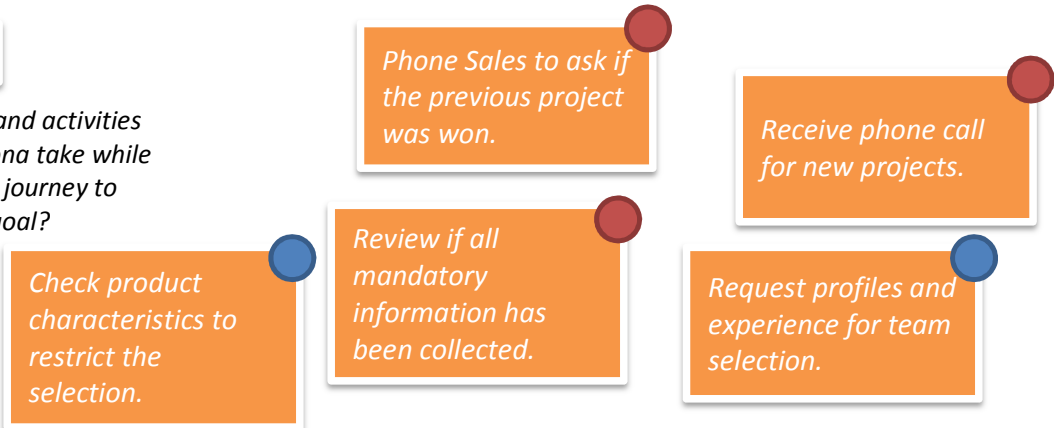 Phone Sales to ask if
the previous project
was won.
Receive phone call
for new projects.
and activities
take while
journey to
Review if all
mandatory
information has
been collected.
Check product
characteristics to
restrict the
selection.
Request profiles and
experience for team
selection.